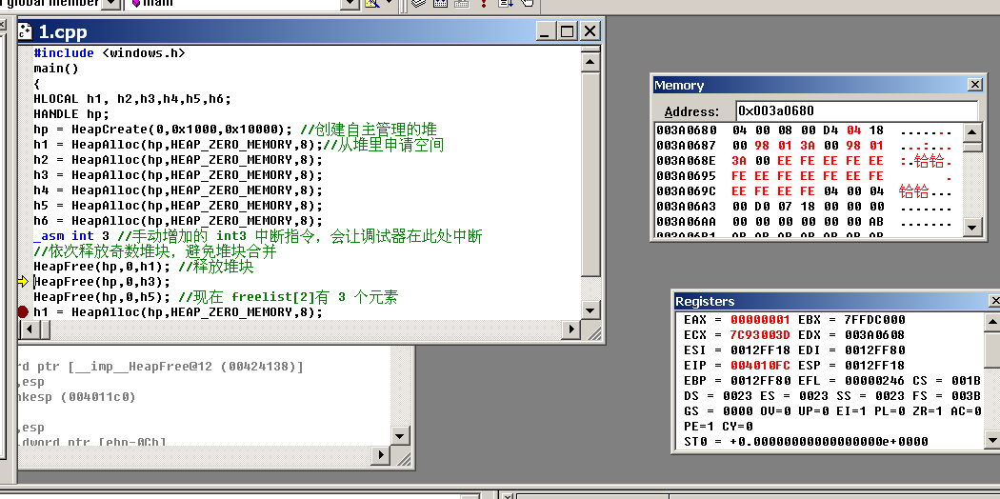 global member
main
1.cpp
#include <windows.h>
main()
{
HLOCAL h1, h2,h3,h4,h5,h6;
HANDLE hp;
hp = HeapCreate(0,0x1000,0x10000); //创建自主管理的堆
h1 = HeapAlloc(hp,HEAP_ZERO_MEMORY,8);//从堆里申请空间
h2 = HeapAlloc(hp,HEAP_ZERO_MEMORY,8);
h3 = HeapAlloc(hp,HEAP_ZERO_MEMORY,8);
h4 = HeapAlloc(hp,HEAP_ZERO_MEMORY,8);
h5 = HeapAlloc(hp,HEAP_ZERO_MEMORY,8);
h6 = HeapAlloc(hp,HEAP_ZERO_MEMORY,8);
_asm int 3 //手动增加的 int3 中断指令，会让调试器在此处中断
//依次释放奇数堆块，避免堆块合并
HeapFree(hp,0,h1); //释放堆块
HeapFree(hp,0,h3);
HeapFree(hp,0,h5); //现在 freelist[2]有 3 个元素
h1 = HeapAlloc(hp,HEAP_ZERO_MEMORY,8);
rd ptr [__imp__HeapFree@12 (00424138)]
,esp
nkesp (004011c0)
,esp
dword ptr [ebp-0Ch]
Memory
Address: 0x003a0680
003A0680 04 00 08 00 D4 04 18 .......
003A0687 00 98 01 3A 00 98 01 ...:...
003A068E 3A 00 EE FE EE FE EE :.铪铪.
003A0695 FE EE FE EE FE EE FE .
003A069C EE FE EE FE 04 00 04 铪铪...
003A06A3 00 D0 07 18 00 00 00 .......
003A06AA 00 00 00 00 00 00 AB .......
003A06B1 AB AB AB AB AB AB AB
Registers
EAX = 00000001 EBX = 7FFDC000
ECX = 7C93003D EDX = 003A0608
ESI = 0012FF18 EDI = 0012FF80
EIP = 004010FC ESP = 0012FF18
EBP = 0012FF80 EFL = 00000246 CS = 001B
DS = 0023 ES = 0023 SS = 0023 FS = 003B
GS = 0000 OV=0 UP=0 EI=1 PL=0 ZR=1 AC=0
PE=1 CY=0
ST0 = +0.00000000000000000e+0000